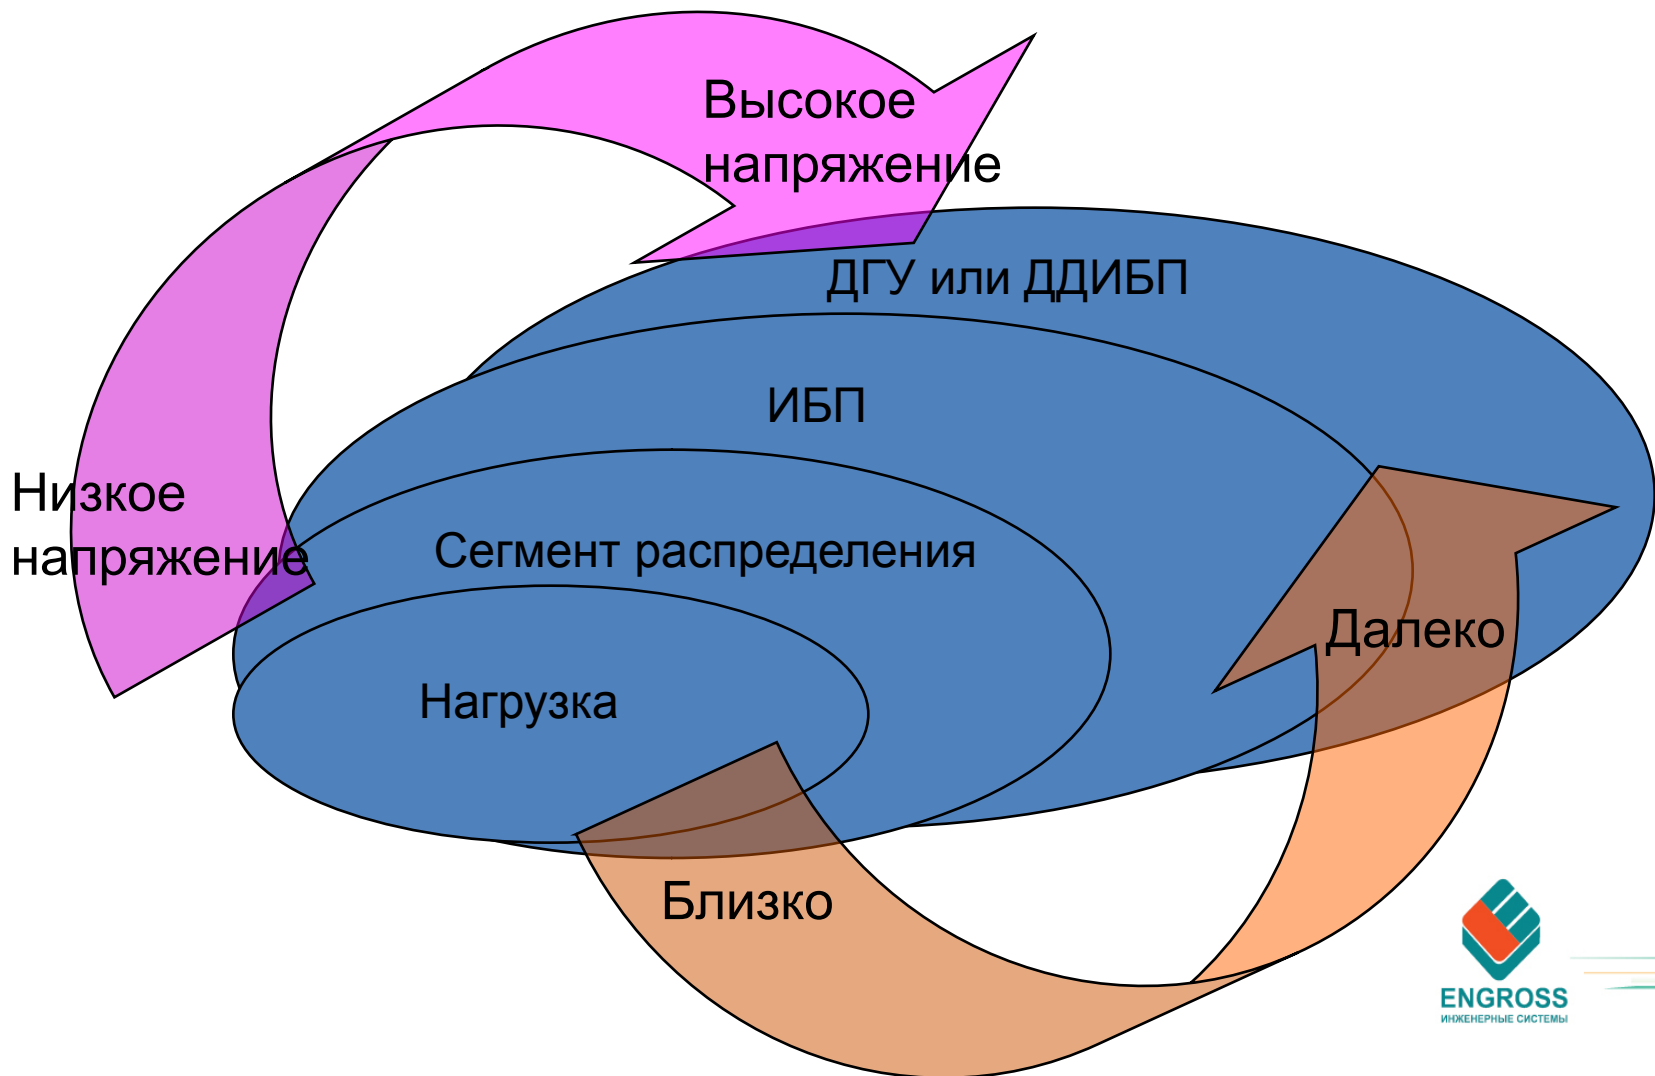 Высокое
напряжение
ДГУ или ДДИБП
ИБП
Низкое
напряжение
Сегмент распределения
Далеко
Нагрузка
Близко
ENGROSS
ИНЖЕНЕРНЫЕ СИСТЕМЫ